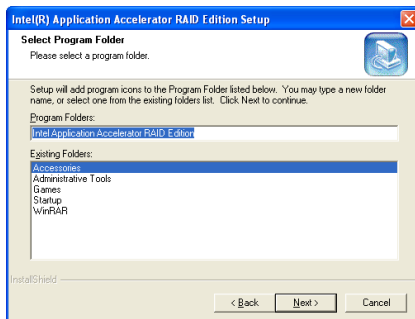 Intel(R) Application Accelerator RAID Edition Setup
Select Program Folder
Please select a program folder.
Setup will add program icons to the Program Folder listed below. You may type a new folder
name, or select one from the existing folders list. Click Next to continue.
Program Folders:
Intel Application Accelerator RAID Edition
Existing Folders:
Accessories
Administrative Tools
Games
Startup
WinRAR
InstallShield
< Back
Next >
Cancel